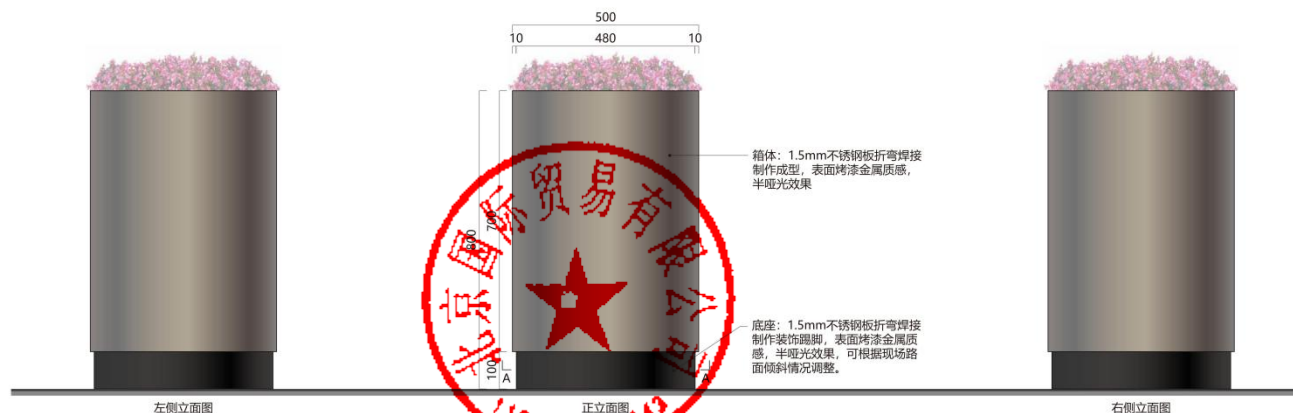 500
10
480
10
800
700
100
箱体：1.5mm不锈钢板折弯焊接
制作成型，表面烤漆金属质感，
半哑光效果
北京国际贸易有限公司
底座：1.5mm不锈钢板折弯焊接
制作装饰踢脚，表面烤漆金属质
感，半哑光效果，可根据现场路
面倾斜情况调整。
A
A
左侧立面图
正立面图
右侧立面图